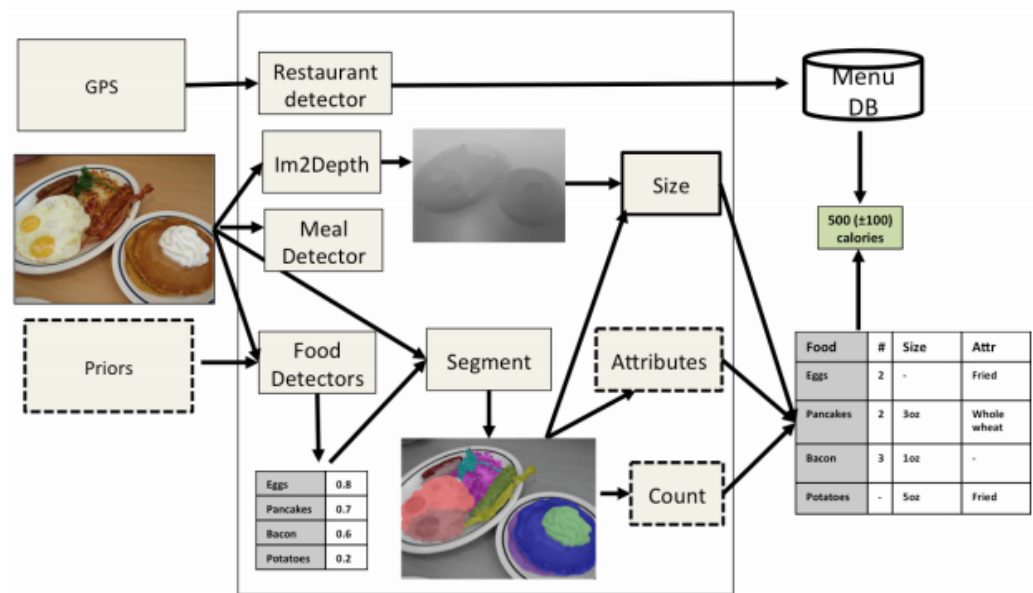 GPS
Restaurant
detector
Menu
DB
Im2Depth
Size
Meal
Detector
500 (±100)
calories
Priors
Food
Detectors
Segment
Attributes
Count
Eggs 0.8
Pancakes 0.7
Bacon 0.6
Potatoes 0.2
Food # Size Attr
Eggs 2 - Fried
Pancakes 2 3oz Whole
wheat
Bacon 3 1oz -
Potatoes - 5oz Fried